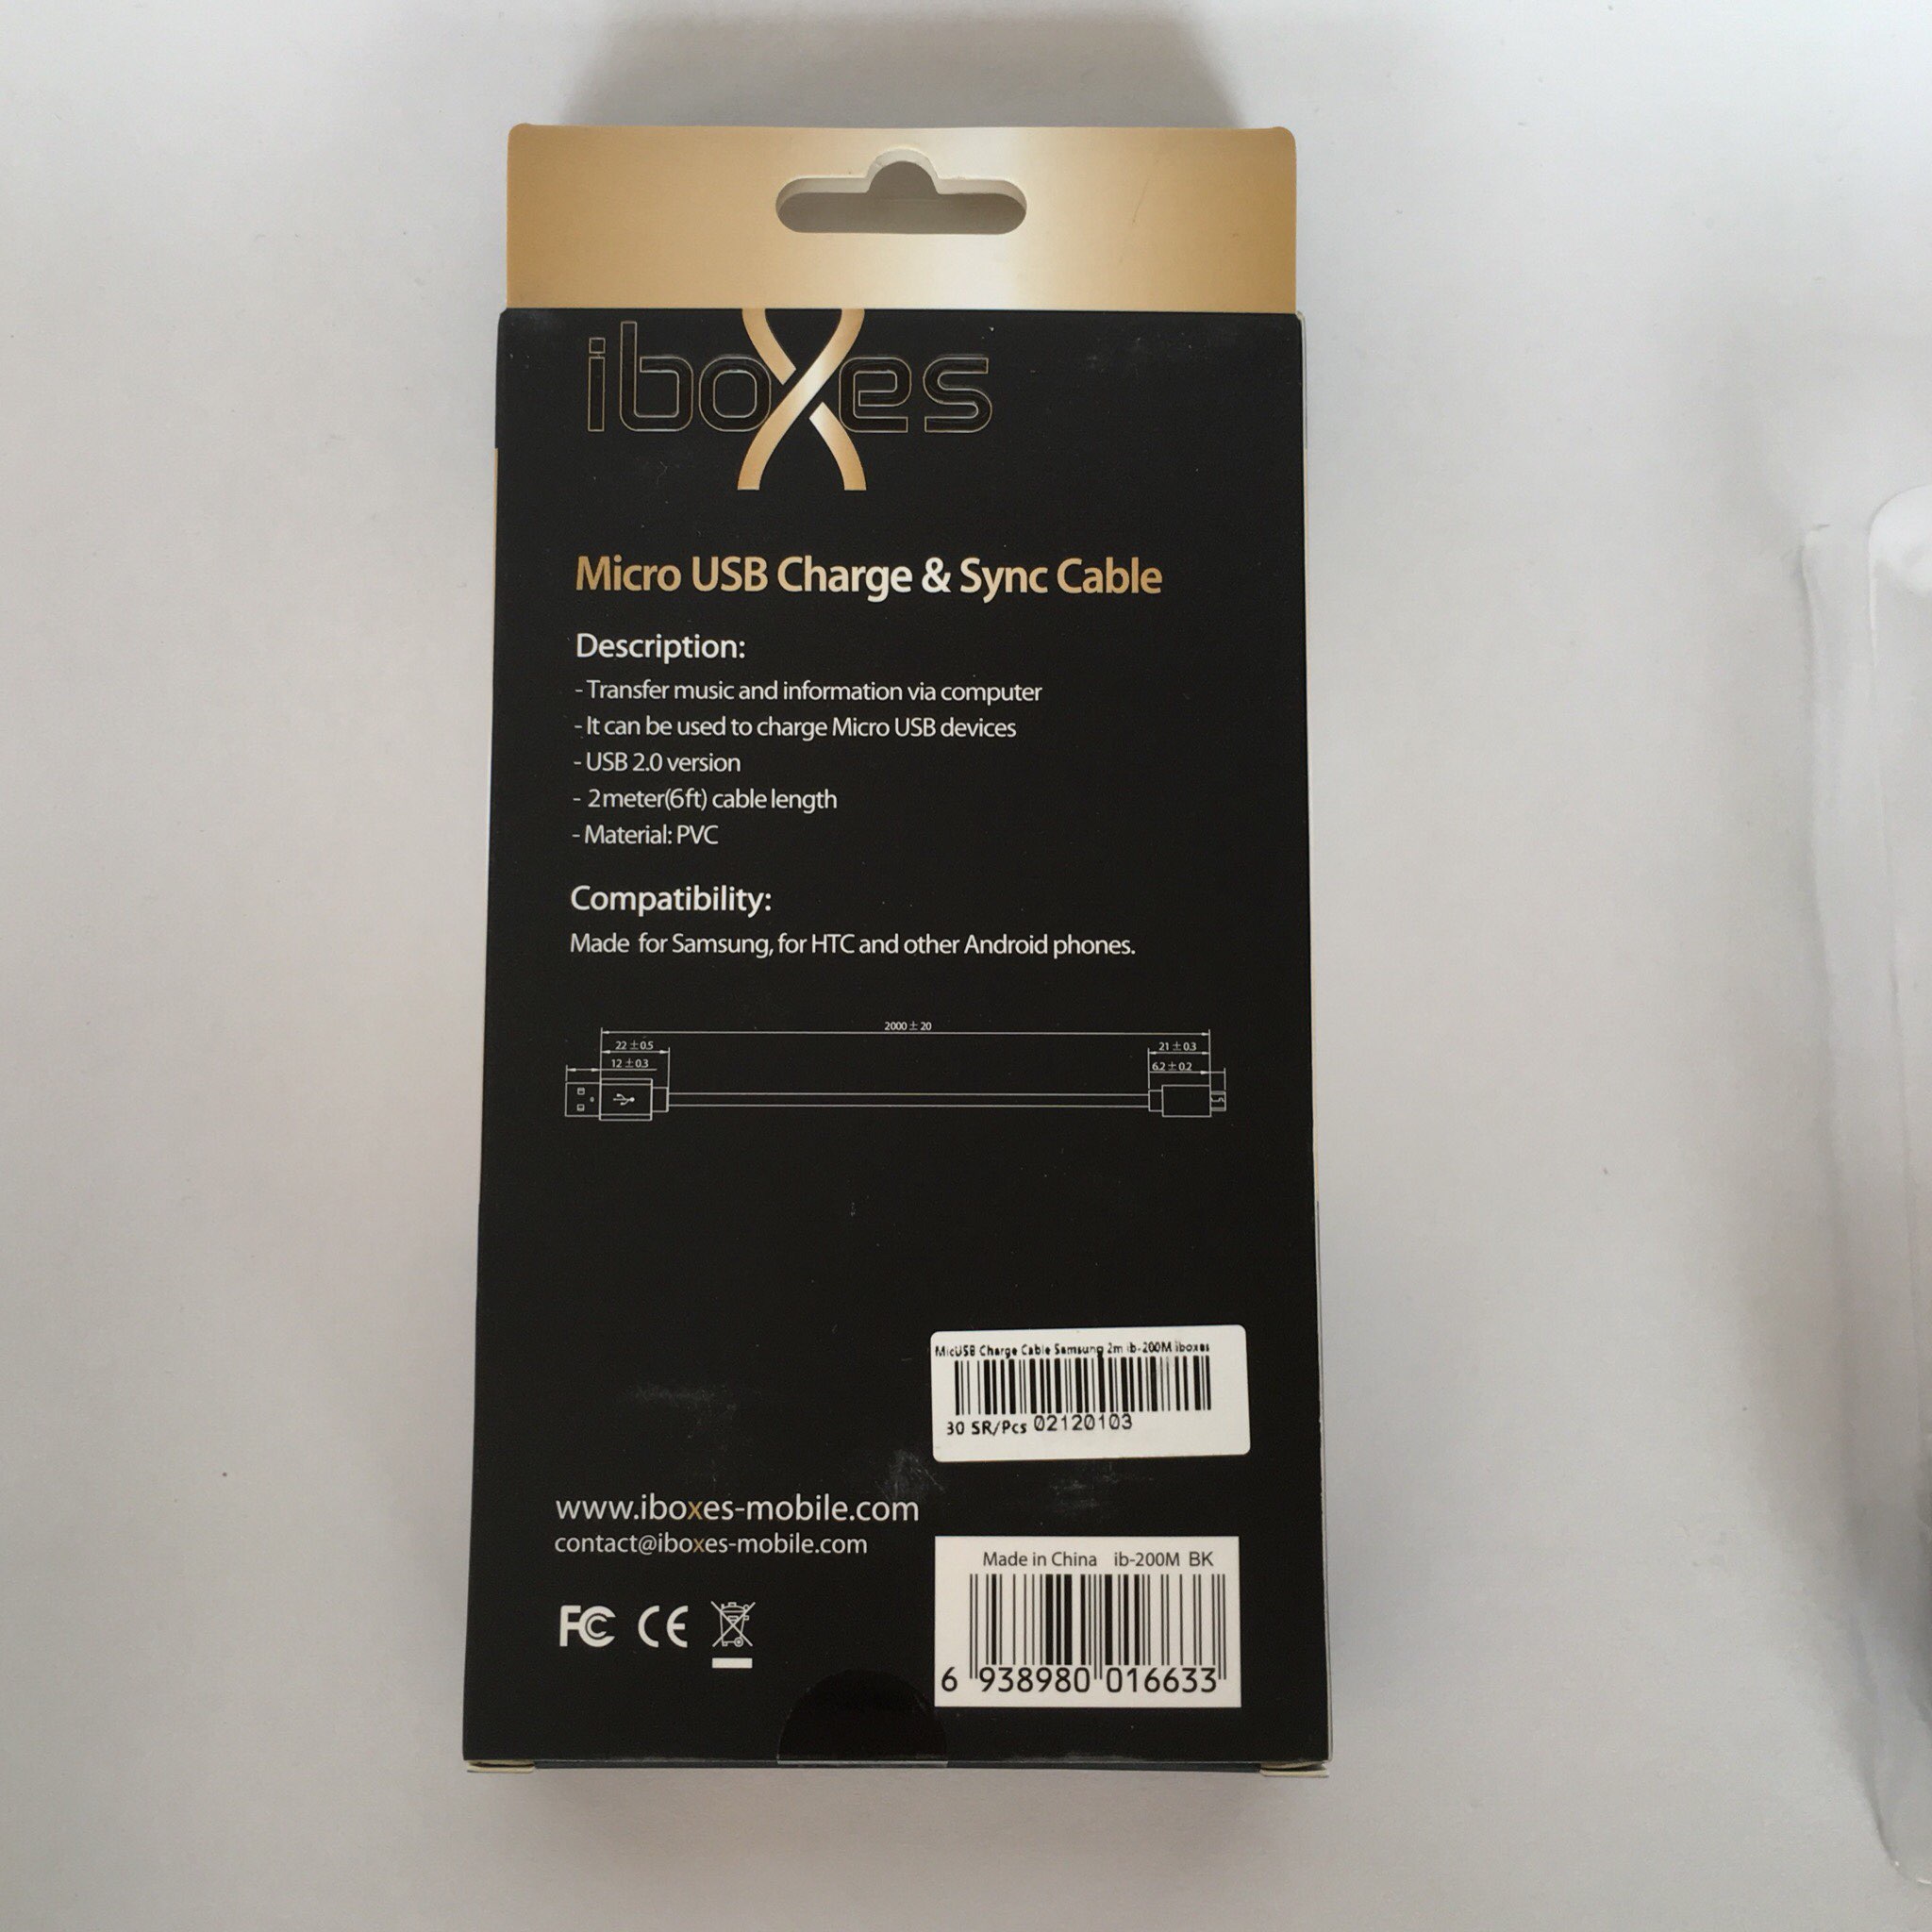 iboxes
Micro USB Charge & Sync Cable
Description:
- Transfer music and information via computer
- It can be used to charge Micro USB devices
- USB 2.0 version
- 2meter(6ft) cable length
- Material: PVC
Compatibility:
Made for Samsung, for HTC and other Android phones.
2000 ± 20
22 ± 0.5
21 ± 0.3
12 ± 0.3
6.2 ± 0.2
MicUSB Charge Cable Samsung 2m ib-200M iboxes
30 SR/Pcs 02120103
www.iboxes-mobile.com
contact@iboxes-mobile.com
Made in China ib-200M BK
FC CE
6 938980 016633